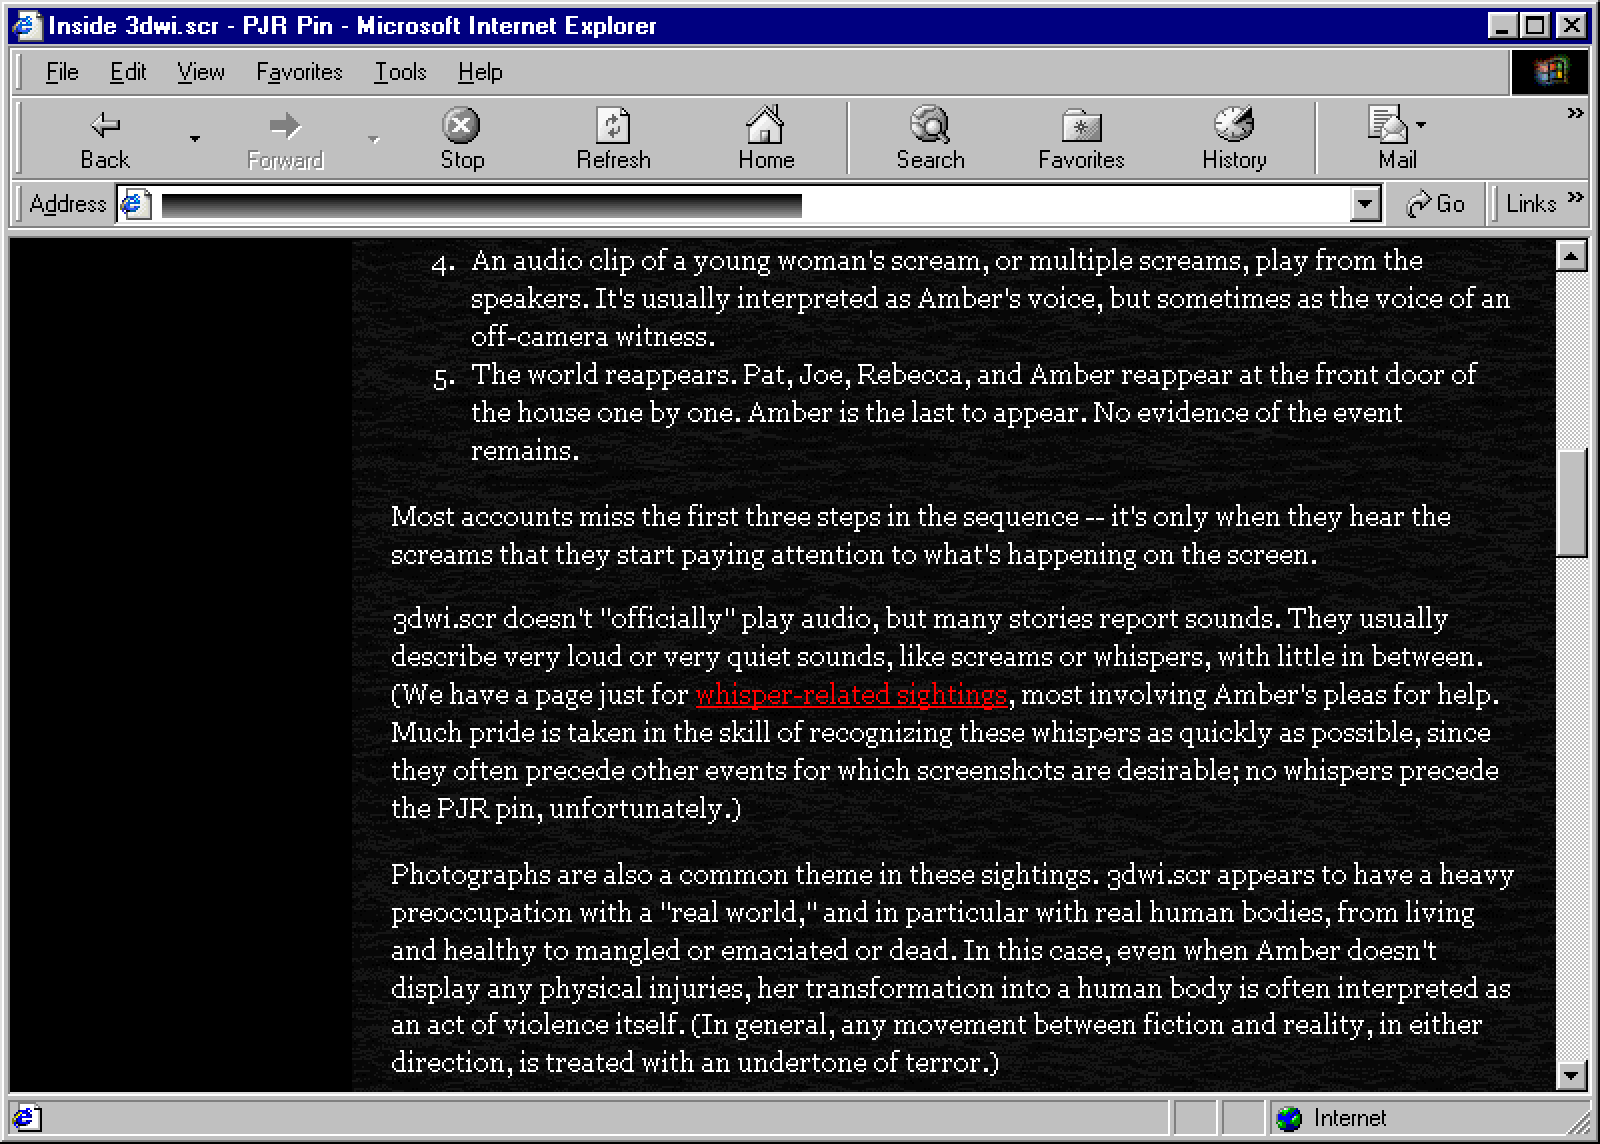 Inside 3dwi.scr - PJR Pin - Microsoft Internet Explorer
File Edit View Favorites Tools Help
Back Forward Stop Refresh Home Search Favorites History Mail »
Address Go Links »
4. An audio clip of a young woman's scream, or multiple screams, play from the
speakers. It's usually interpreted as Amber's voice, but sometimes as the voice of an
off-camera witness.
5. The world reappears. Pat, Joe, Rebecca, and Amber reappear at the front door of
the house one by one. Amber is the last to appear. No evidence of the event
remains.
Most accounts miss the first three steps in the sequence -- it's only when they hear the
screams that they start paying attention to what's happening on the screen.
3dwi.scr doesn't "officially" play audio, but many stories report sounds. They usually
describe very loud or very quiet sounds, like screams or whispers, with little in between.
(We have a page just for whisper-related sightings, most involving Amber's pleas for help.
Much pride is taken in the skill of recognizing these whispers as quickly as possible, since
they often precede other events for which screenshots are desirable; no whispers precede
the PJR pin, unfortunately.)
Photographs are also a common theme in these sightings. 3dwi.scr appears to have a heavy
preoccupation with a "real world," and in particular with real human bodies, from living
and healthy to mangled or emaciated or dead. In this case, even when Amber doesn't
display any physical injuries, her transformation into a human body is often interpreted as
an act of violence itself. (In general, any movement between fiction and reality, in either
direction, is treated with an undertone of terror.)
Internet